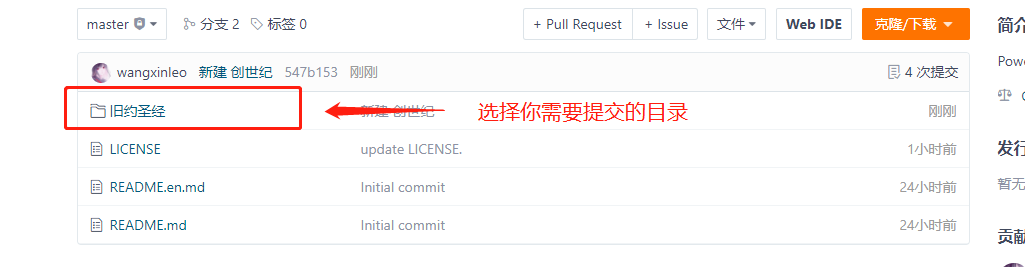 master 分支 2 标签 0 + Pull Request + Issue 文件 Web IDE 克隆/下载 简介
wangxinleo 新建 创世纪 547b153 刚刚 4 次提交 Powe
旧约圣经 新建 创世纪 选择你需要提交的目录 刚刚
LICENSE update LICENSE. 1小时前
发行
README.en.md Initial commit 24小时前
暂无
README.md Initial commit 24小时前
贡献